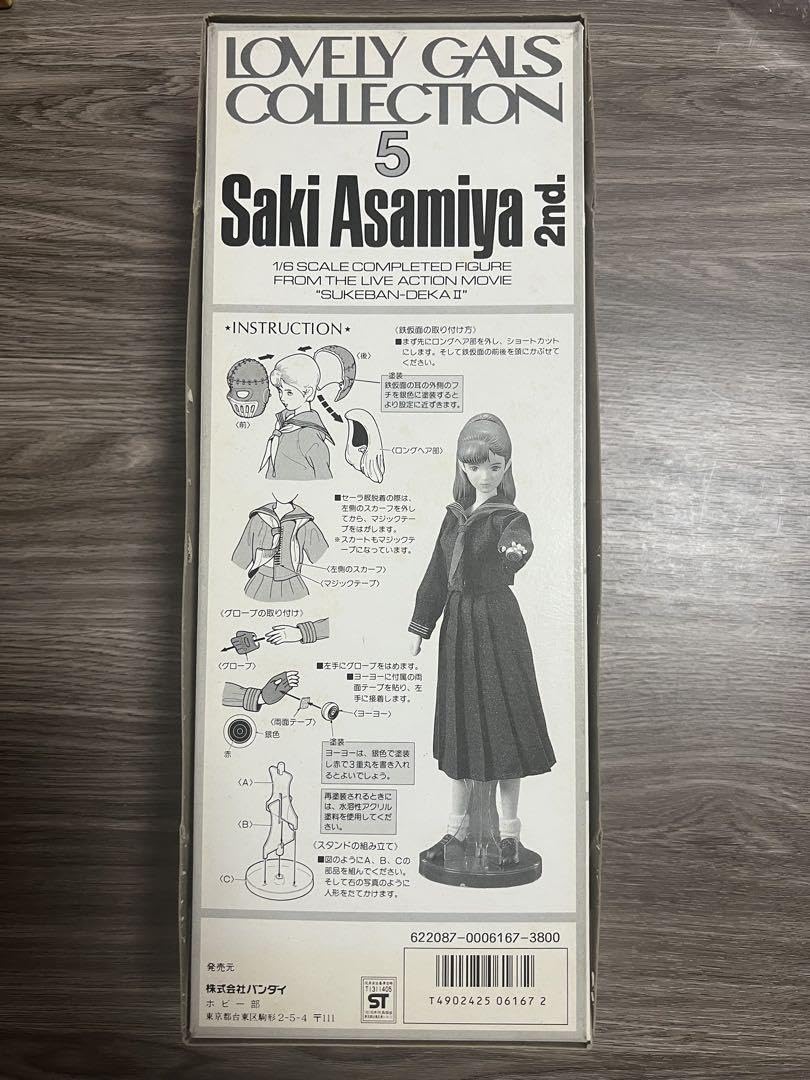 LOVELY GALS
COLLECTION
5
Saki Asamiya 2nd.
1/6 SCALE COMPLETED FIGURE
FROM THE LIVE ACTION MOVIE
"SUKEBAN-DEKA II"
★INSTRUCTION★
〈鉄仮面の取り付け方〉
■まず先にロングヘア部を外し、ショートカット
にします。そして鉄仮面の前後を頭にかぶせて
ください。
〈後〉
塗装
鉄仮面の耳の外側のフ
チを銀色に塗装すると
より設定に近ずきます。
〈前〉
〈ロングヘア部〉
■セーラ服脱着の際は、
左側のスカーフを外し
てから、マジックテー
プをはがします。
※スカートもマジックテ
ープになっています。
〈左側のスカーフ〉
〈マジックテープ〉
〈グローブの取り付け〉
〈グローブ〉
■左手にグローブをはめます。
■ヨーヨーに付属の両
面テープを貼り、左
手に接着します。
〈両面テープ〉
〈ヨーヨー〉
銀色
赤
塗装
ヨーヨーは、銀色で塗装
し赤で3重丸を書き入れ
るとよいでしょう。
再塗装されるときに
は、水溶性アクリル
塗料を使用してくだ
さい。
〈A〉
〈B〉
〈C〉
〈スタンドの組み立て〉
■図のようにA、B、Cの
部品を組んでください。
そして右の写真のように
人形をたてかけます。
622087-0006167-3800
発売元
株式会社バンダイ
ホビー部
東京都台東区駒形2-5-4 〒111
T1311405
ST
T4902425 06167 2